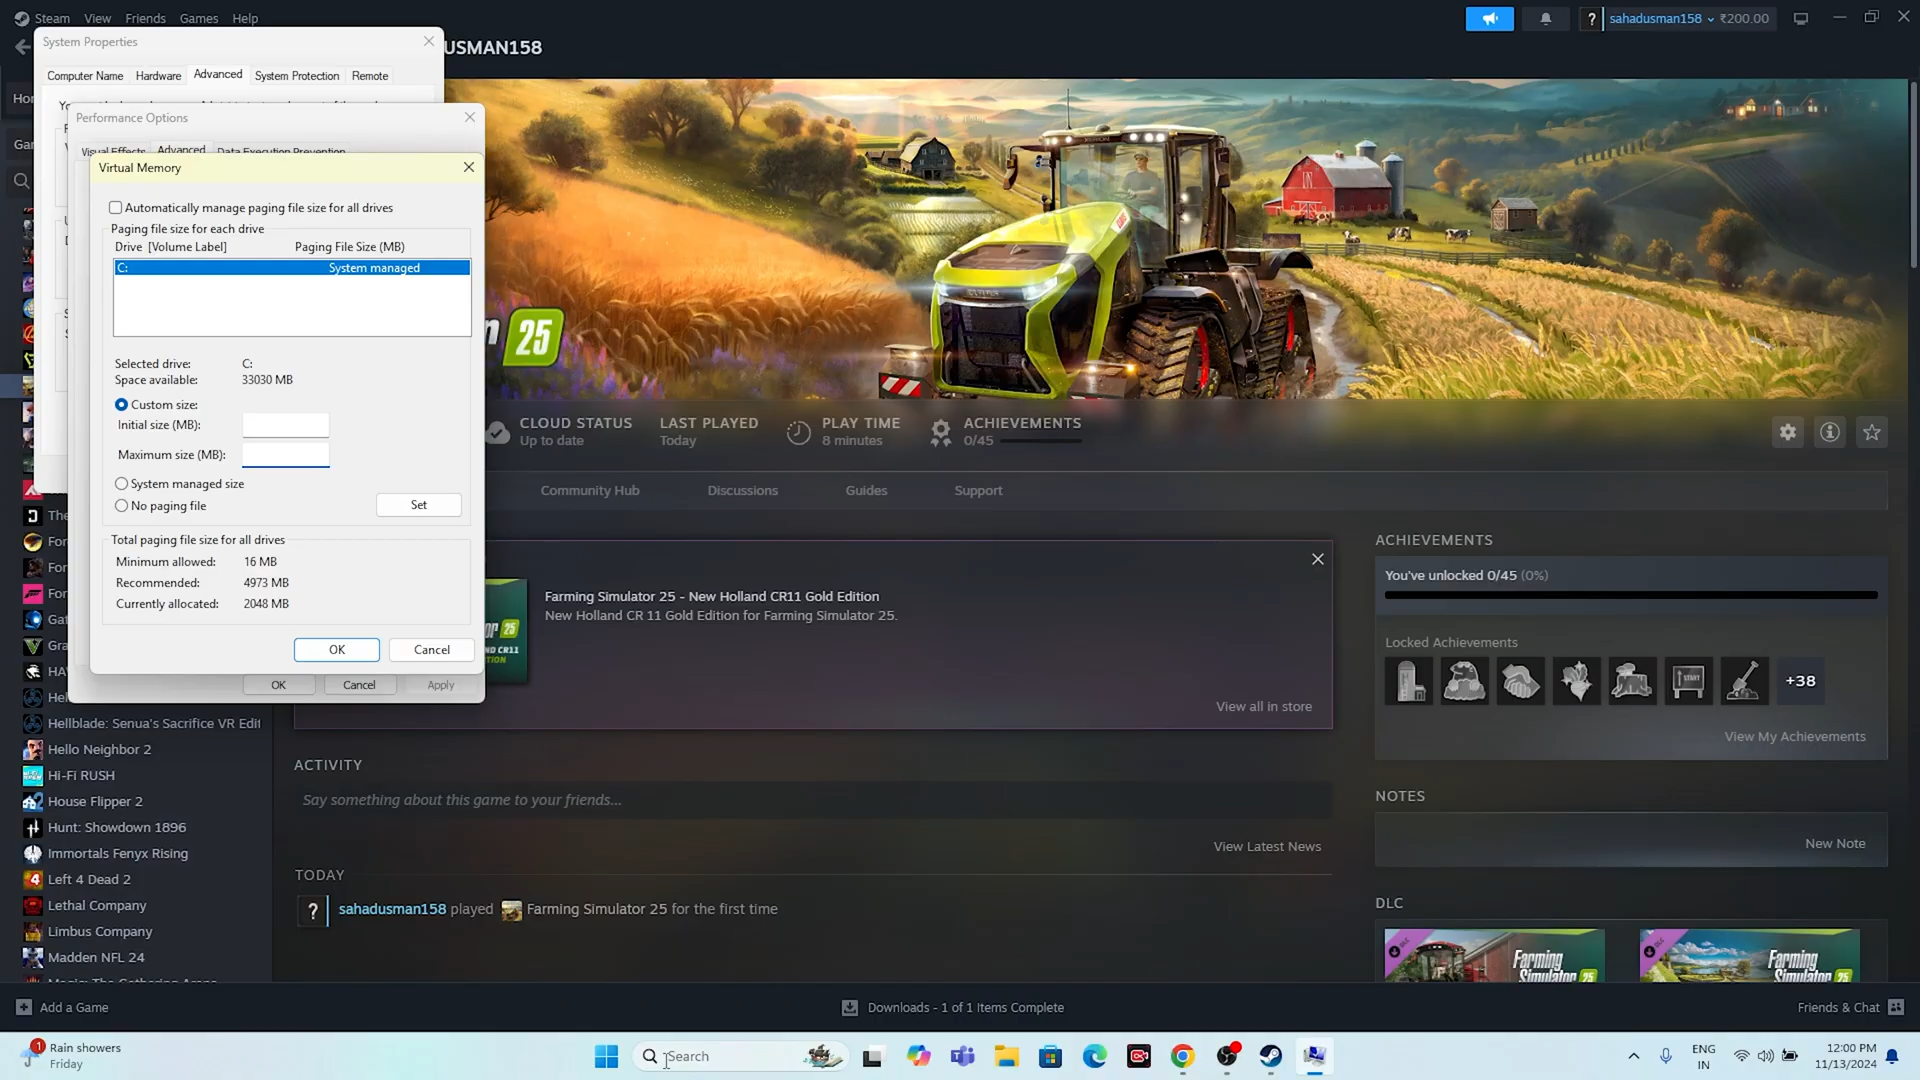 Steam View Friends Games Help
sahadusman158 ₹200.00
System Properties
USMAN158
Computer Name Hardware Advanced System Protection Remote
Performance Options
Visual Effects Advanced Data Execution Prevention
Virtual Memory
Automatically manage paging file size for all drives
Paging file size for each drive
Drive [Volume Label] Paging File Size (MB)
C: System managed
25
Selected drive: C:
Space available: 33030 MB
Custom size:
Initial size (MB):
Maximum size (MB):
System managed size
No paging file
Set
Total paging file size for all drives
Minimum allowed: 16 MB
Recommended: 4973 MB
Currently allocated: 2048 MB
OK Cancel
OK Cancel Apply
CLOUD STATUS
Up to date
LAST PLAYED
Today
PLAY TIME
8 minutes
ACHIEVEMENTS
0/45
Community Hub Discussions Guides Support
Farming Simulator 25 - New Holland CR11 Gold Edition
New Holland CR 11 Gold Edition for Farming Simulator 25.
View all in store
ACHIEVEMENTS
You've unlocked 0/45 (0%)
Locked Achievements
START
+38
View My Achievements
Hellblade: Senua's Sacrifice VR Edit
Hello Neighbor 2
Hi-Fi RUSH
House Flipper 2
Hunt: Showdown 1896
Immortals Fenyx Rising
Left 4 Dead 2
Lethal Company
Limbus Company
Madden NFL 24
ACTIVITY
Say something about this game to your friends...
View Latest News
TODAY
sahadusman158 played Farming Simulator 25 for the first time
NOTES
New Note
DLC
Farming
Simulator 25
Farming
Simulator 25
Add a Game
Downloads - 1 of 1 Items Complete
Friends & Chat
1
Rain showers
Friday
Search
ENG
IN
12:00 PM
11/13/2024